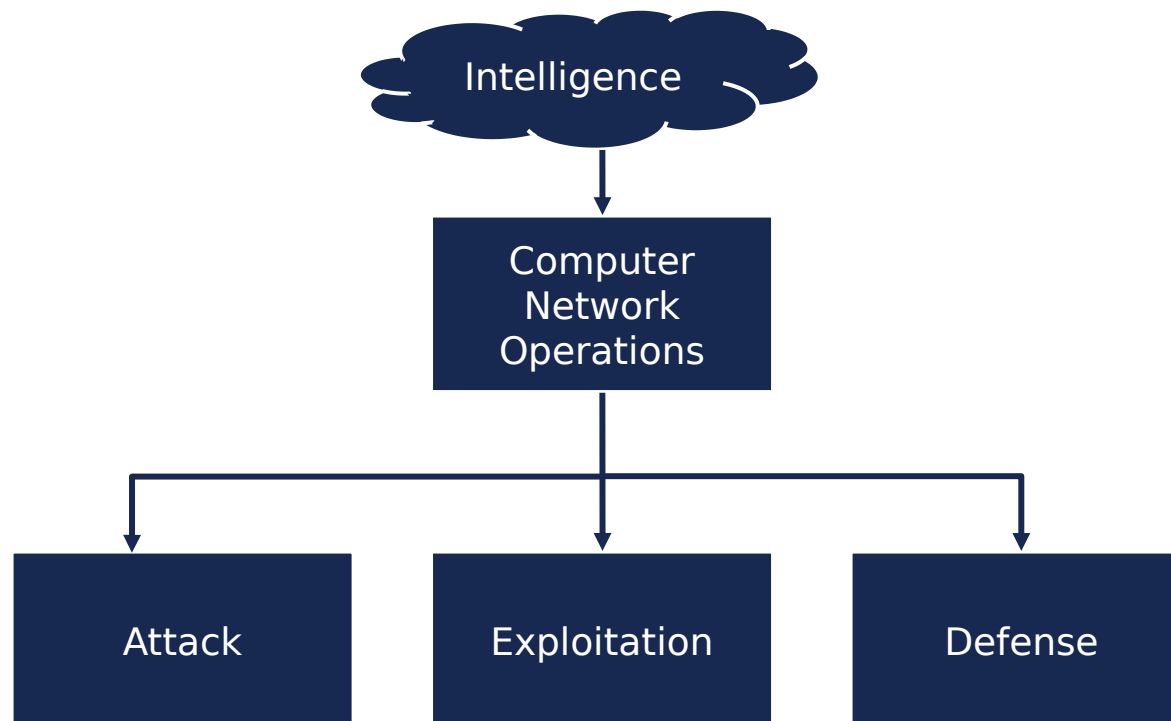 Intelligence
Computer
Network
Operations
Attack
Exploitation
Defense